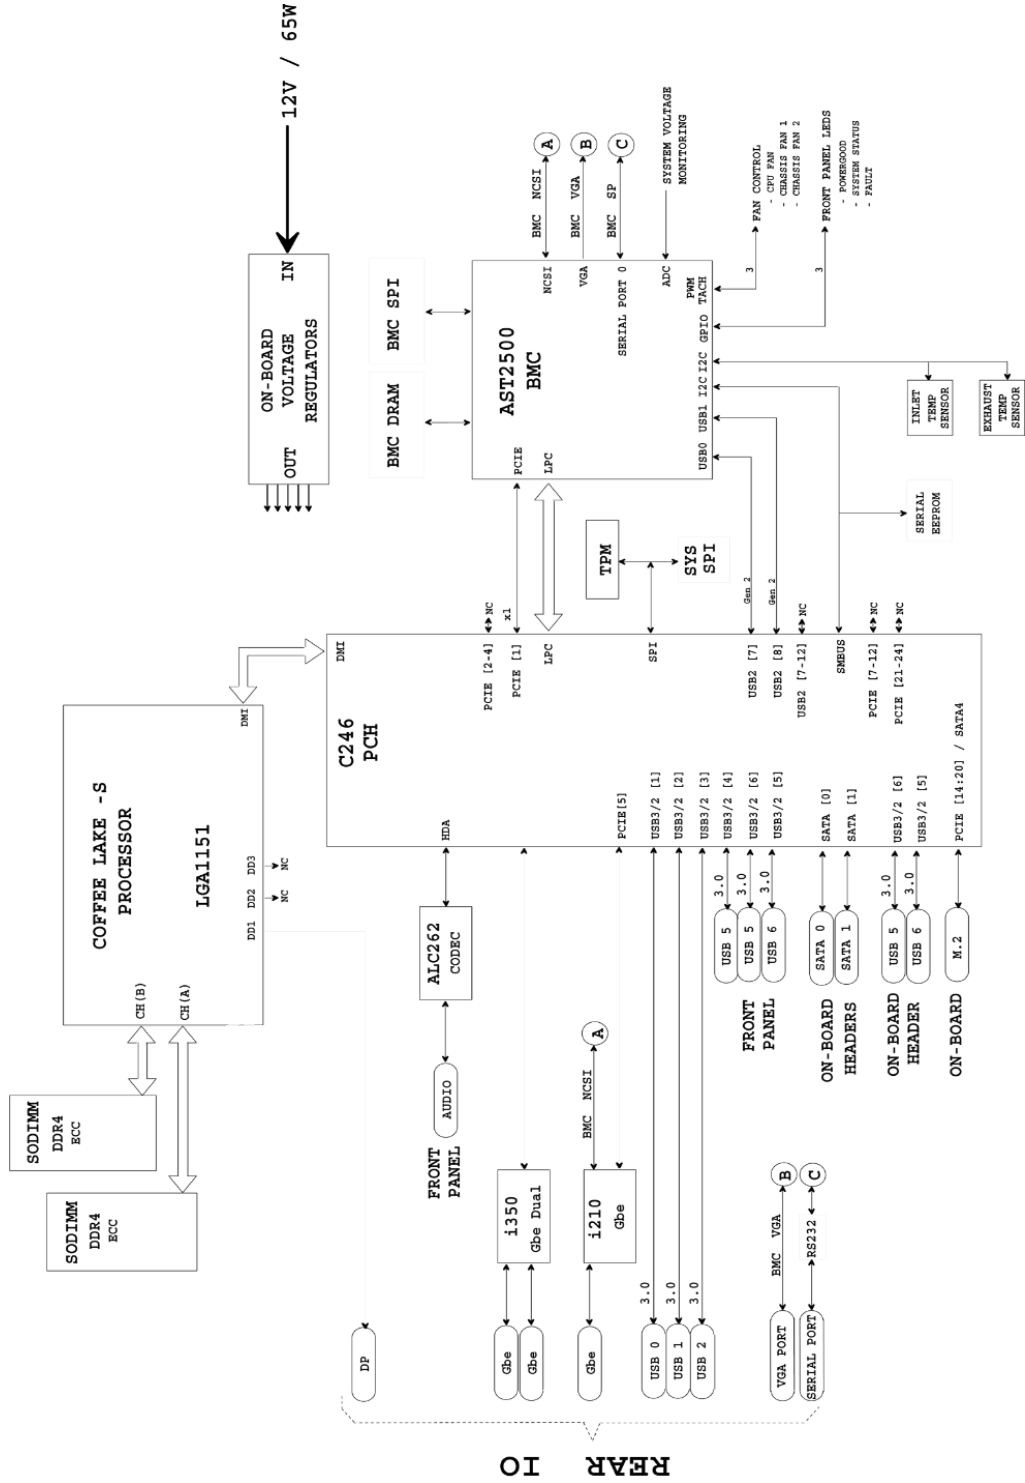 12V / 65W
ON-BOARD
VOLTAGE
REGULATORS
IN
OUT
BMC SPI
BMC DRAM
AST2500
BMC
NCSI
VGA
SERIAL PORT 0
ADC
PWM
TACH
GPIO
I2C
I2C
USB1
USB0
PCIE
LPC
BMC NCSI
A
BMC VGA
B
BMC SP
C
SYSTEM VOLTAGE
MONITORING
3
FAN CONTROL
- CPU FAN
- CHASSIS FAN 1
- CHASSIS FAN 2
3
FRONT PANEL LEDS
- POWERGOOD
- SYSTEM STATUS
- FAULT
INLET
TEMP
SENSOR
EXHAUST
TEMP
SENSOR
SERIAL
EEPROM
TPM
SYS
SPI
x1
Gen 2
Gen 2
NC
NC
NC
NC
COFFEE LAKE -S
PROCESSOR
LGA1151
DMI
DD3
DD2
DD1
NC
NC
CH(B)
CH(A)
SODIMM
DDR4
ECC
SODIMM
DDR4
ECC
C246
PCH
DMI
PCIE [2-4]
PCIE [1]
LPC
SPI
USB2 [7]
USB2 [8]
USB2 [7-12]
SMBUS
PCIE [7-12]
PCIE [21-24]
HDA
PCIE[5]
USB3/2 [1]
USB3/2 [2]
USB3/2 [3]
USB3/2 [4]
USB3/2 [6]
USB3/2 [5]
SATA [0]
SATA [1]
USB3/2 [6]
USB3/2 [5]
PCIE [14:20] / SATA4
ALC262
CODEC
AUDIO
FRONT
PANEL
3.0
3.0
3.0
USB 5
USB 5
USB 6
FRONT
PANEL
SATA 0
SATA 1
ON-BOARD
HEADERS
3.0
3.0
USB 5
USB 6
ON-BOARD
HEADER
M.2
ON-BOARD
i350
Gbe Dual
i210
Gbe
BMC NCSI
A
DP
Gbe
Gbe
Gbe
3.0
3.0
3.0
USB 0
USB 1
USB 2
VGA PORT
BMC VGA
B
SERIAL PORT
RS232
C
REAR IO